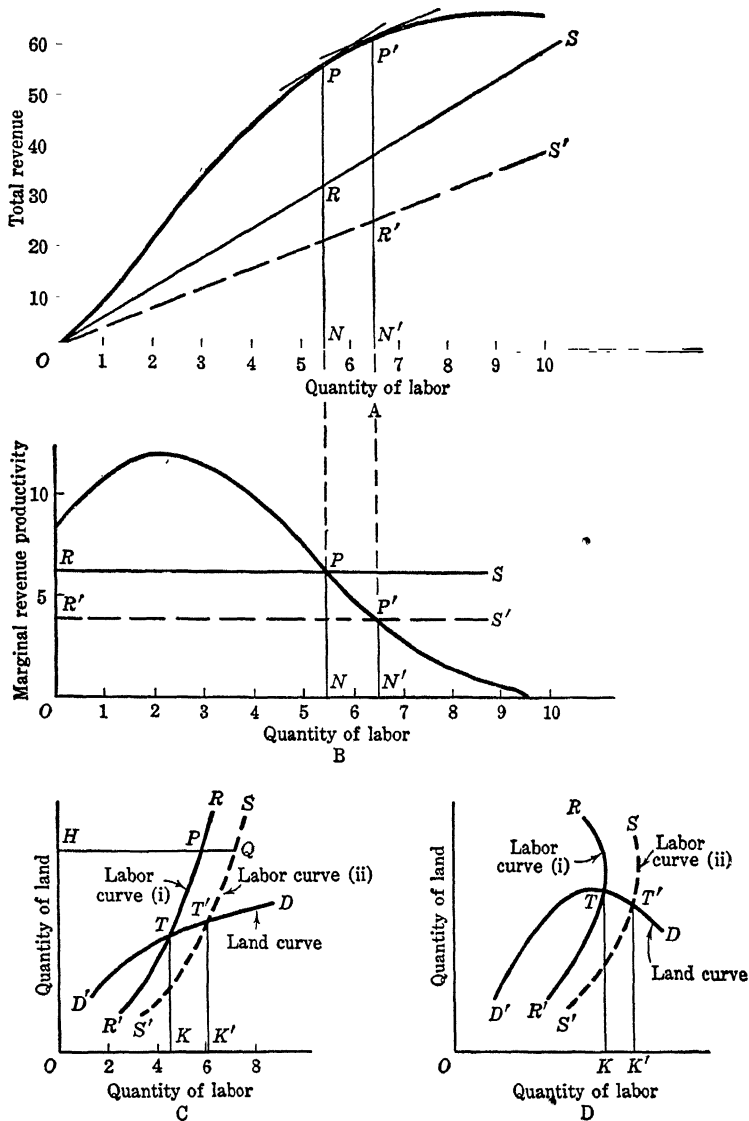 Total revenue
60
50
40
30
20
10
O
1 2 3 4 5 6 7 8 9 10
P
P′
R
R′
S
S′
N
N′
Quantity of labor
A
Marginal revenue productivity
10
5
R
R′
P
P′
S
S′
N
N′
O
1 2 3 4 5 6 7 8 9 10
Quantity of labor
B
Quantity of land
H
P
R
S
Q
Labor
curve (i)
Labor curve (ii)
T
T′
D
Land curve
D′
R′
S′
K
K′
O
2 4 6 8
Quantity of labor
C
Quantity of land
R
S
Labor
curve (i)
Labor
curve (ii)
T
T′
D
Land curve
D′
R′
S′
O
K
K′
Quantity of labor
D